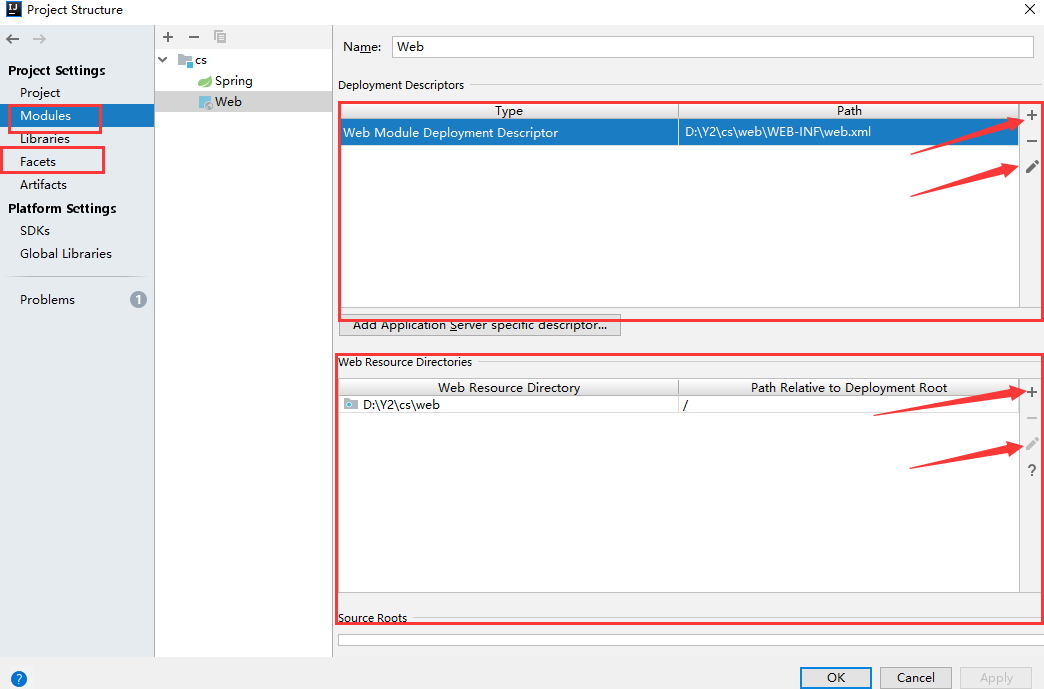 Project Structure
Project Settings
Project
Modules
Libraries
Facets
Artifacts
Platform Settings
SDKs
Global Libraries
Problems 1
cs
Spring
Web
Name: Web
Deployment Descriptors
Type Path
Web Module Deployment Descriptor D:\Y2\cs\web\WEB-INF\web.xml
Add Application Server specific descriptor...
Web Resource Directories
Web Resource Directory Path Relative to Deployment Root
D:\Y2\cs\web /
?
Source Roots
? OK Cancel Apply